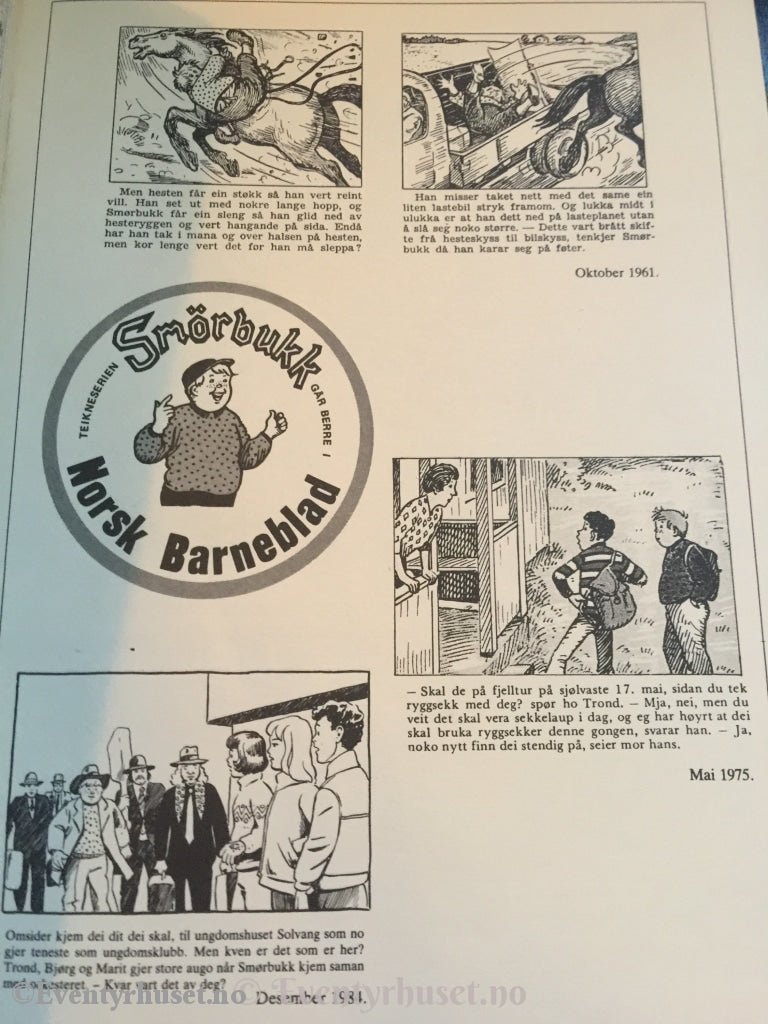 Men hesten får ein støkk så han vert reint
vill. Han set ut med nokre lange hopp, og
Smørbukk får ein sleng så han glid ned av
hesteryggen og vert hangande på sida. Endå
har han tak i mana og over halsen på hesten,
men kor lenge vert det før han må sleppa?
Han misser taket nett med det same ein
liten lastebil stryk framom. Og lukka midt i
ulukka er at han dett ned på lasteplanet utan
å slå seg noko større. — Dette vart brått skif-
te frå hesteskyss til bilskyss, tenkjer Smør-
bukk då han karar seg på føter.
Oktober 1961.
Smörbukk
TEIKNESERIEN
GÅR BERRE I
Norsk Barneblad
– Skal de på fjelltur på sjølvaste 17. mai, sidan du tek
ryggsekk med deg? spør ho Trond. – Mja, nei, men du
veit det skal vera sekkelaup i dag, og eg har høyrt at dei
skal bruka ryggsekker denne gongen, svarar han. – Ja,
noko nytt finn dei stendig på, seier mor hans.
Mai 1975.
Omsider kjem dei dit dei skal, til ungdomshuset Solvang som no
gjer teneste som ungdomsklubb. Men kven er det som er her?
Trond, Bjørg og Marit gjer store augo når Smørbukk kjem saman
med orkesteret. – Kvar vart det av deg?
Desember 1984.
©Eventyrhuset.no
© Eventyrhuset.no